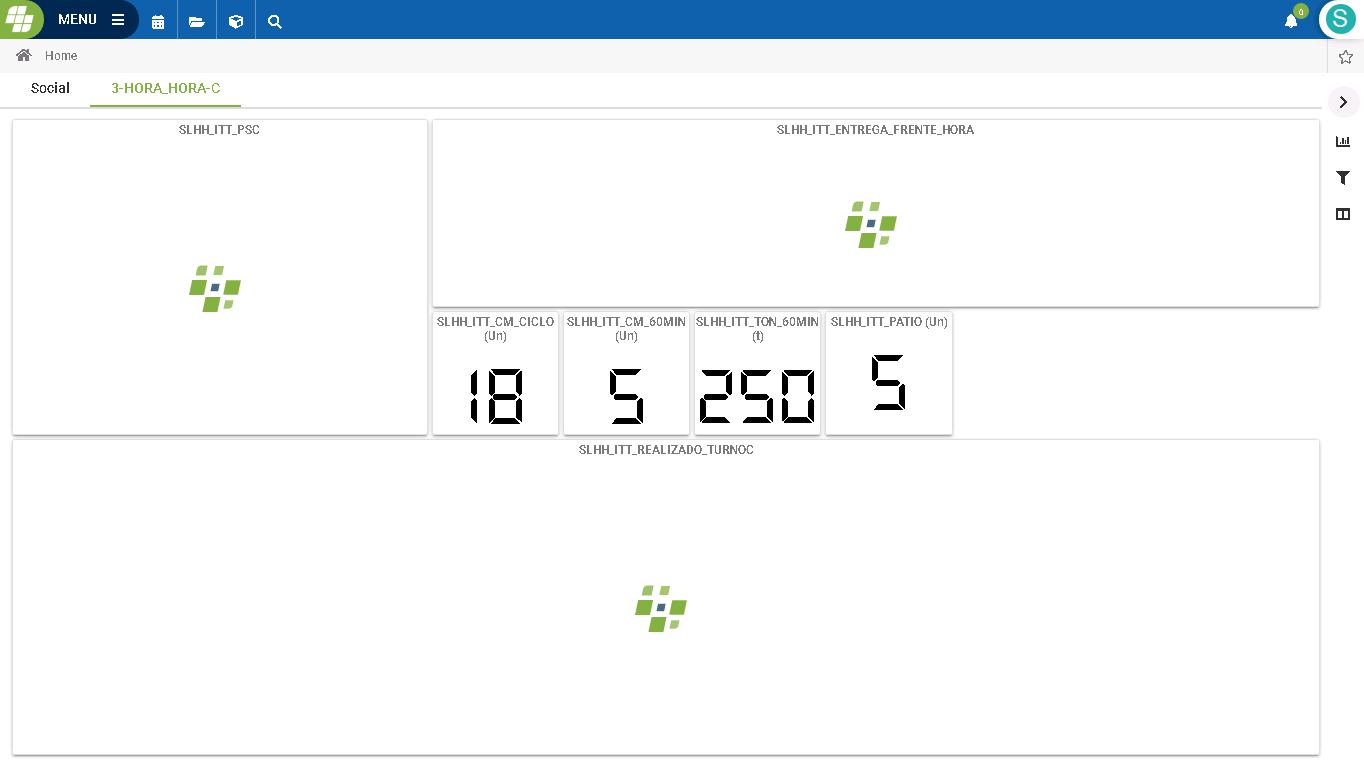 MENU
0
S
Home
Social
3-HORA_HORA-C
SLHH_ITT_PSC
SLHH_ITT_ENTREGA_FRENTE_HORA
SLHH_ITT_CM_CICLO
(Un)
18
SLHH_ITT_CM_60MIN
(Un)
5
SLHH_ITT_TON_60MIN
(t)
250
SLHH_ITT_PATIO (Un)
5
SLHH_ITT_REALIZADO_TURNOC